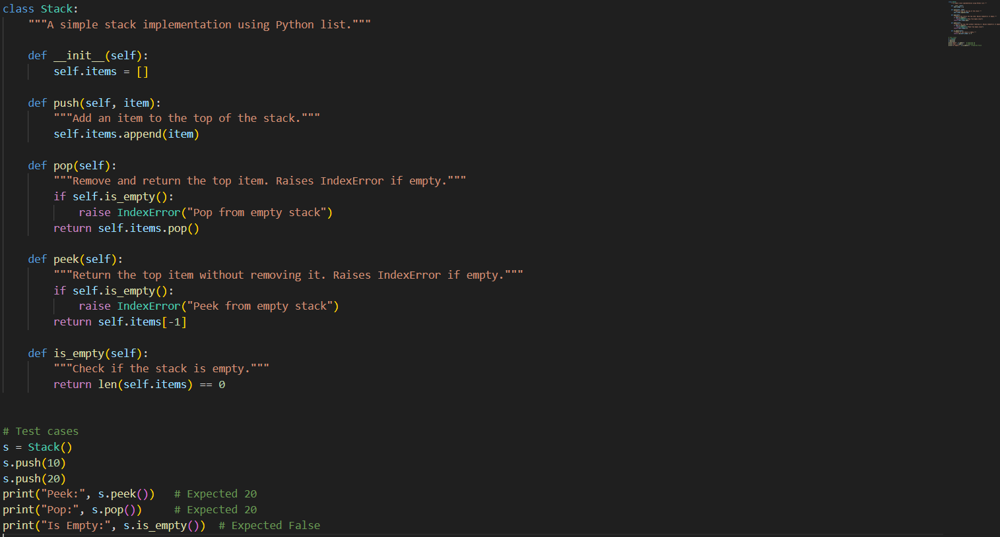 class Stack:
    """A simple stack implementation using Python list."""

    def __init__(self):
        self.items = []

    def push(self, item):
        """Add an item to the top of the stack."""
        self.items.append(item)

    def pop(self):
        """Remove and return the top item. Raises IndexError if empty."""
        if self.is_empty():
            raise IndexError("Pop from empty stack")
        return self.items.pop()

    def peek(self):
        """Return the top item without removing it. Raises IndexError if empty."""
        if self.is_empty():
            raise IndexError("Peek from empty stack")
        return self.items[-1]

    def is_empty(self):
        """Check if the stack is empty."""
        return len(self.items) == 0


# Test cases
s = Stack()
s.push(10)
s.push(20)
print("Peek:", s.peek())   # Expected 20
print("Pop:", s.pop())     # Expected 20
print("Is Empty:", s.is_empty())  # Expected False